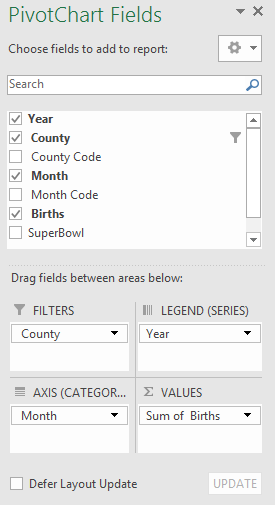 PivotChart Fields
Choose fields to add to report:
Search
Year
County
County Code
Month
Month Code
Births
SuperBowl
Drag fields between areas below:
FILTERS
LEGEND (SERIES)
County
Year
AXIS (CATEGOR...
VALUES
Month
Sum of Births
Defer Layout Update
UPDATE